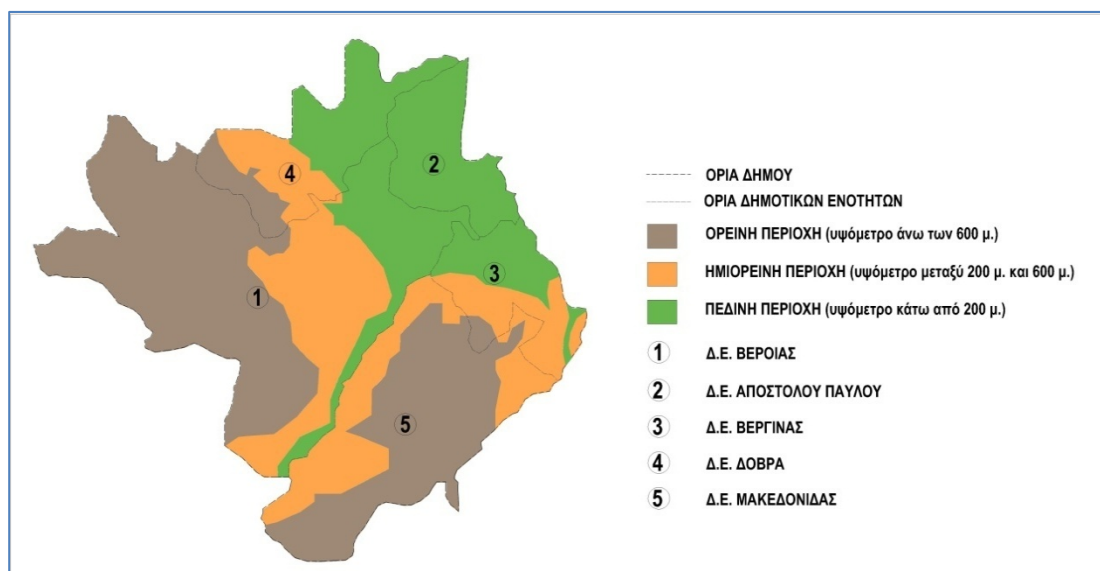 2
4
3
1
5
ΟΡΙΑ ΔΗΜΟΥ
ΟΡΙΑ ΔΗΜΟΤΙΚΩΝ ΕΝΟΤΗΤΩΝ
ΟΡΕΙΝΗ ΠΕΡΙΟΧΗ (υψόμετρο άνω των 600 μ.)
ΗΜΙΟΡΕΙΝΗ ΠΕΡΙΟΧΗ (υψόμετρο μεταξύ 200 μ. και 600 μ.)
ΠΕΔΙΝΗ ΠΕΡΙΟΧΗ (υψόμετρο κάτω από 200 μ.)
1 Δ.Ε. ΒΕΡΟΙΑΣ
2 Δ.Ε. ΑΠΟΣΤΟΛΟΥ ΠΑΥΛΟΥ
3 Δ.Ε. ΒΕΡΓΙΝΑΣ
4 Δ.Ε. ΔΟΒΡΑ
5 Δ.Ε. ΜΑΚΕΔΟΝΙΔΑΣ